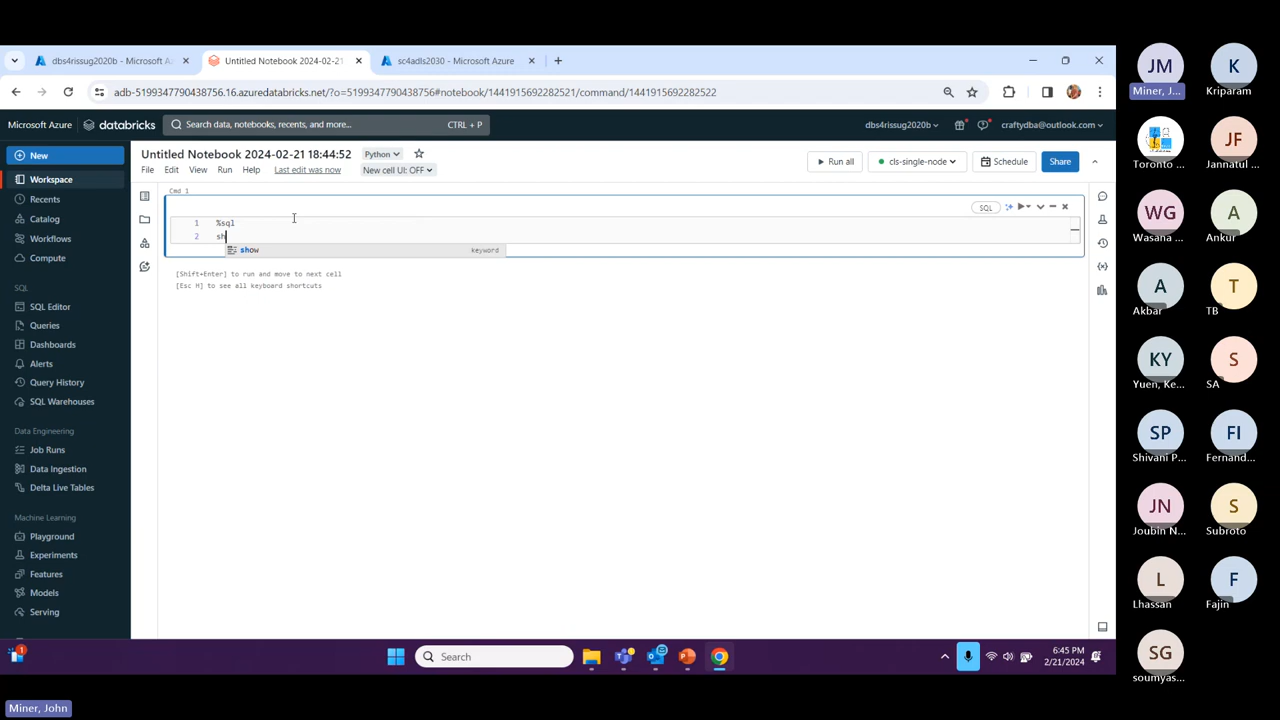 dbs4rissug2020b - Microsoft Az
Untitled Notebook 2024-02-21
sc4adls2030 - Microsoft Azure
adb-5199347790438756.16.azuredatabricks.net/?o=5199347790438756#notebook/1441915692282521/command/1441915692282522
Microsoft Azure
databricks
Search data, notebooks, recents, and more...
CTRL + P
dbs4rissug2020b
craftydba@outlook.com
New
Workspace
Recents
Catalog
Workflows
Compute
SQL
SQL Editor
Queries
Dashboards
Alerts
Query History
SQL Warehouses
Data Engineering
Job Runs
Data Ingestion
Delta Live Tables
Machine Learning
Playground
Experiments
Features
Models
Serving
Untitled Notebook 2024-02-21 18:44:52
Python
File Edit View Run Help Last edit was now New cell UI: OFF
Run all
cls-single-node
Schedule
Share
Cmd 1
SQL
1 %sql
2 sh
show keyword
[Shift+Enter] to run and move to next cell
[Esc H] to see all keyboard shortcuts
1
Search
6:45 PM
2/21/2024
Miner, John
JM
Miner, J...
K
Kriparam
Toronto ...
JF
Jannatul ...
WG
Wasana ...
A
Ankur
A
Akbar
T
TB
KY
Yuen, Ke...
S
SA
SP
Shivani P...
FI
Fernand...
JN
Joubin N...
S
Subroto
L
Lhassan
F
Fajin
SG
soumyas...